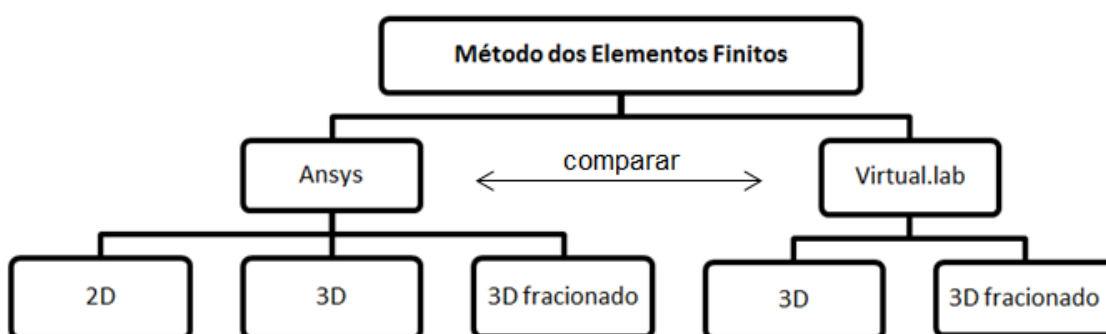 Método dos Elementos Finitos
Ansys
comparar
Virtual.lab
2D
3D
3D fracionado
3D
3D fracionado